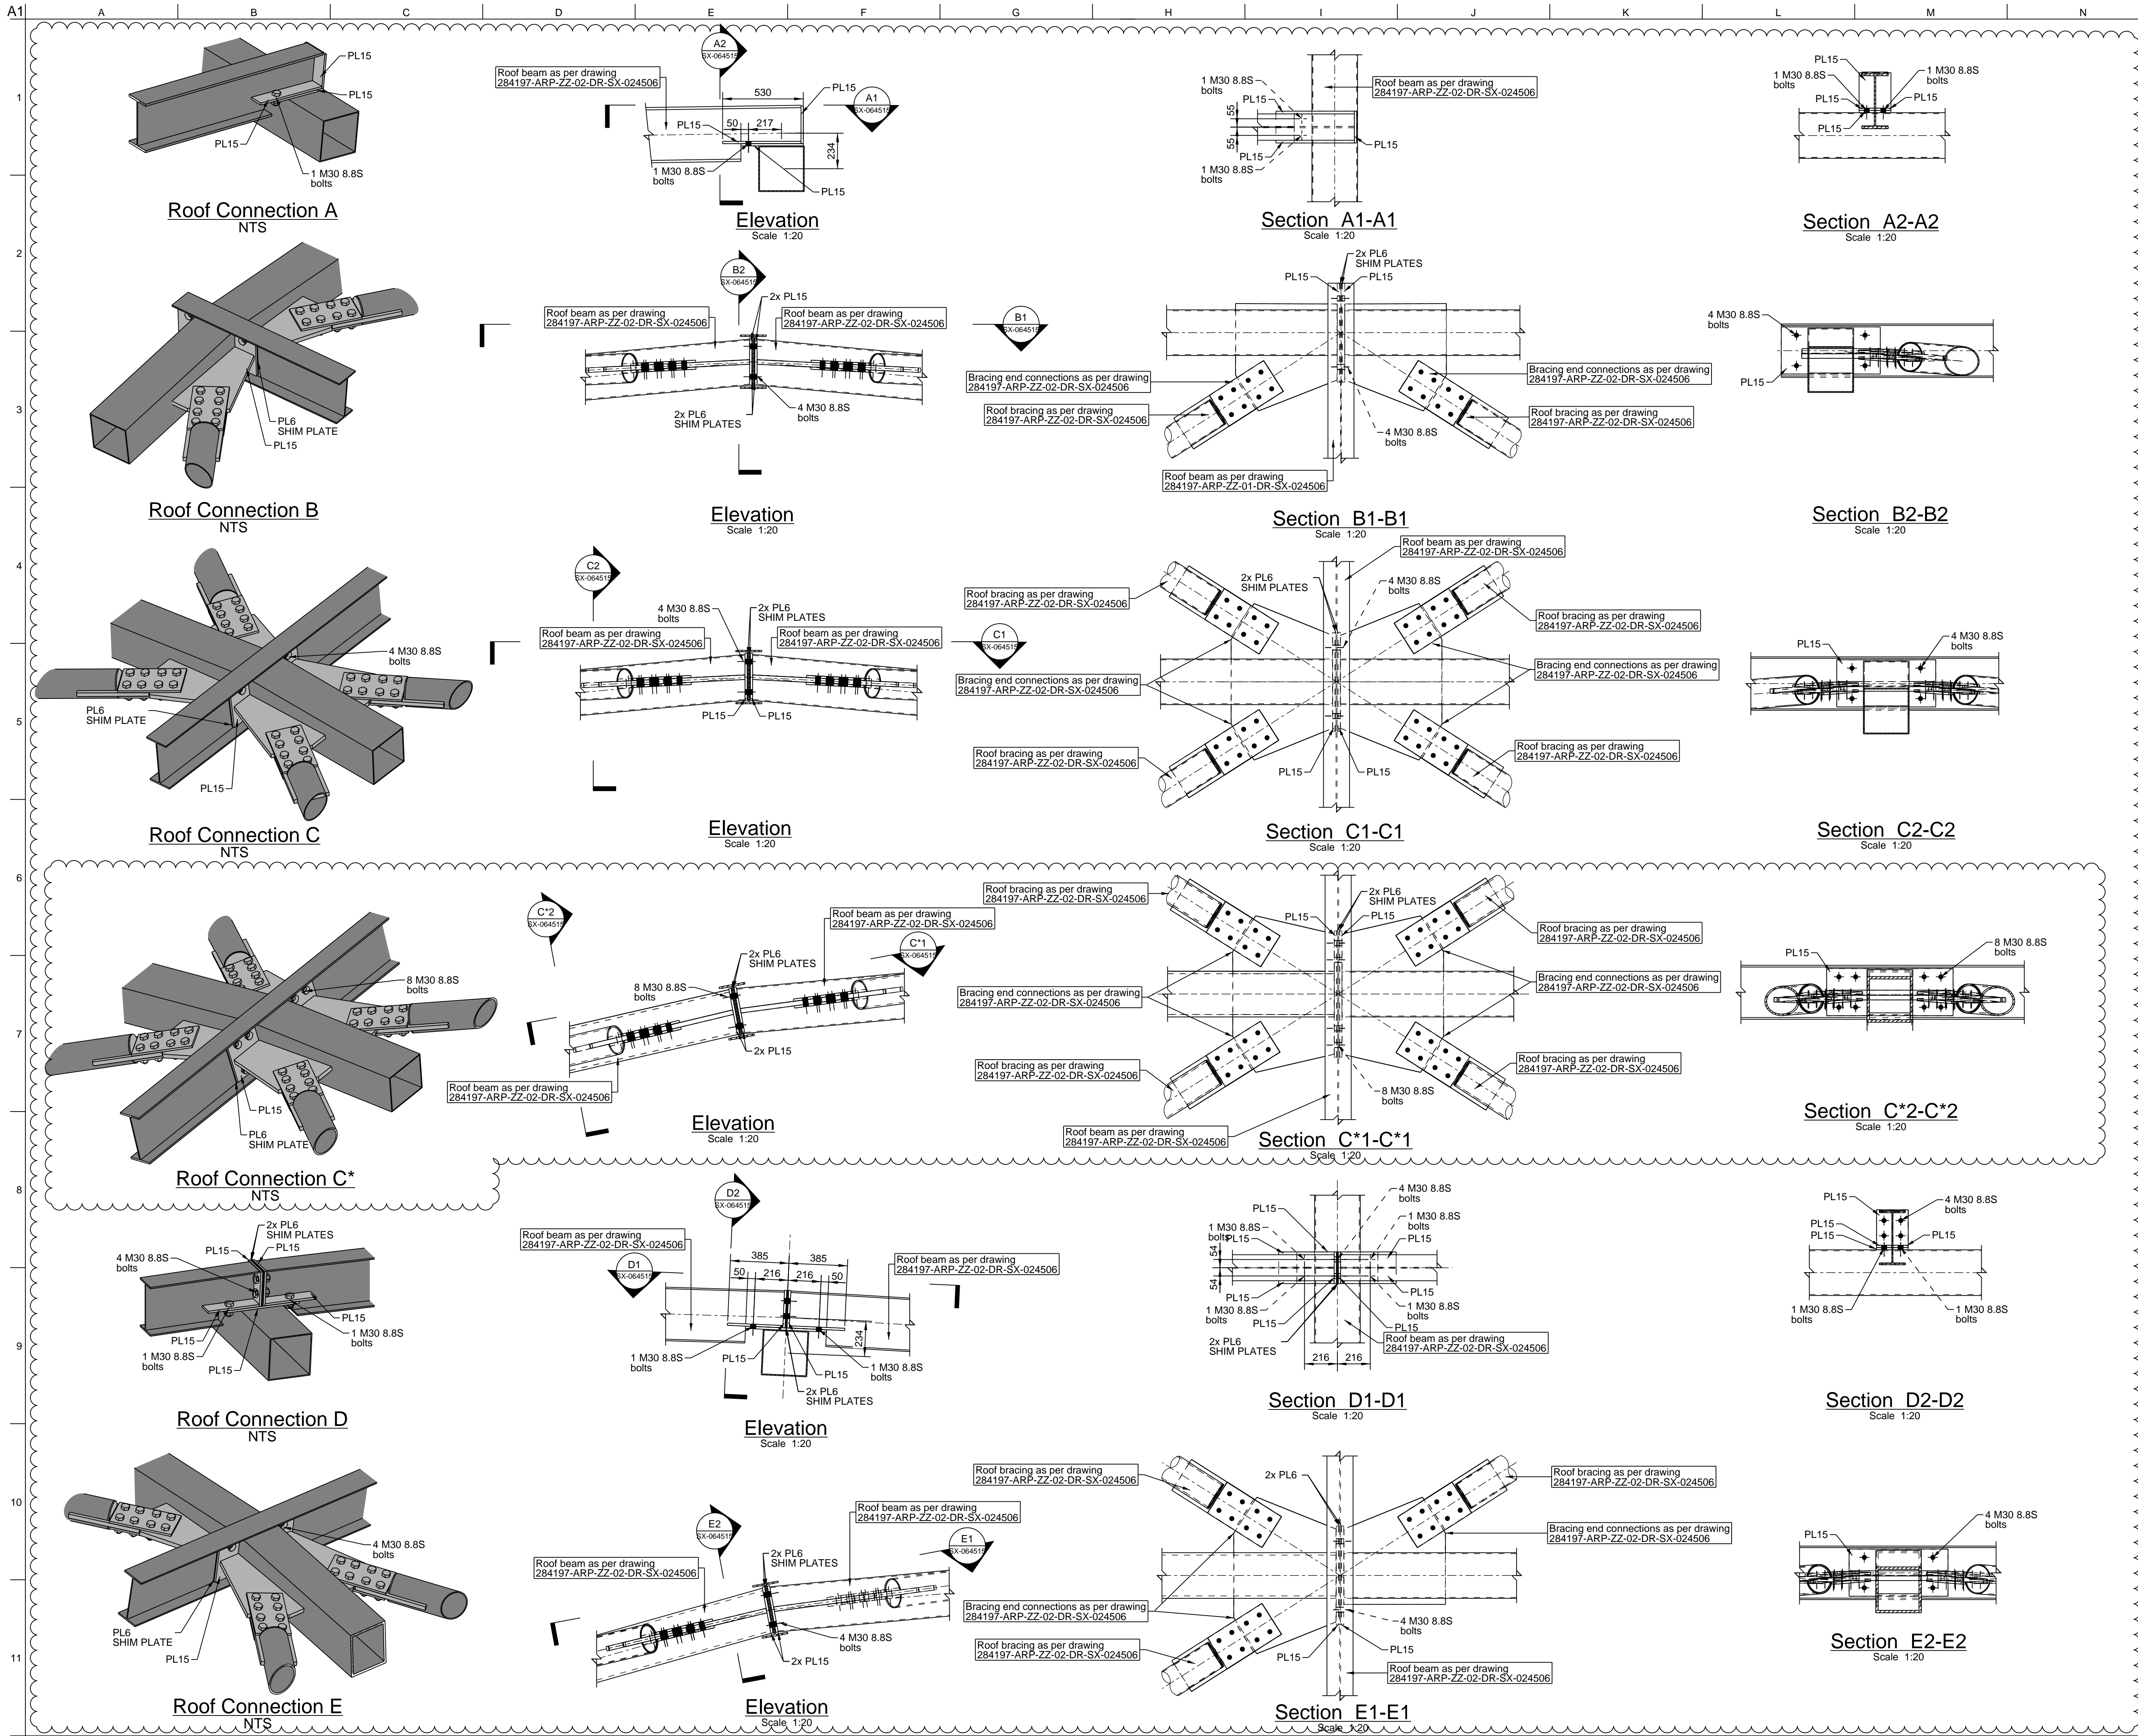 A1
A B C D E F G H I J K L M N
1
PL15
PL15
PL15
1 M30 8.8S
bolts
Roof Connection A
NTS
A2
SX-064515
Roof beam as per drawing
284197-ARP-ZZ-02-DR-SX-024506
530
PL15
A1
SX-064515
PL15
50 217
234
1 M30 8.8S
bolts
PL15
Elevation
Scale 1:20
1 M30 8.8S
bolts
Roof beam as per drawing
284197-ARP-ZZ-02-DR-SX-024506
PL15
55
55
PL15
PL15
1 M30 8.8S
bolts
Section A1-A1
Scale 1:20
PL15
1 M30 8.8S
bolts
1 M30 8.8S
bolts
PL15
PL15
PL15
Section A2-A2
Scale 1:20
2
3
PL6
SHIM PLATE
PL15
Roof Connection B
NTS
B2
SX-064515
2x PL15
Roof beam as per drawing
284197-ARP-ZZ-02-DR-SX-024506
Roof beam as per drawing
284197-ARP-ZZ-02-DR-SX-024506
B1
SX-064515
2x PL6
SHIM PLATES
4 M30 8.8S
bolts
Elevation
Scale 1:20
2x PL6
SHIM PLATES
PL15
PL15
Bracing end connections as per drawing
284197-ARP-ZZ-02-DR-SX-024506
Bracing end connections as per drawing
284197-ARP-ZZ-02-DR-SX-024506
Roof bracing as per drawing
284197-ARP-ZZ-02-DR-SX-024506
Roof bracing as per drawing
284197-ARP-ZZ-02-DR-SX-024506
4 M30 8.8S
bolts
Roof beam as per drawing
284197-ARP-ZZ-01-DR-SX-024506
Section B1-B1
Scale 1:20
4 M30 8.8S
bolts
PL15
Section B2-B2
Scale 1:20
4
5
4 M30 8.8S
bolts
PL6
SHIM PLATE
PL15
Roof Connection C
NTS
C2
SX-064515
4 M30 8.8S
bolts
2x PL6
SHIM PLATES
Roof beam as per drawing
284197-ARP-ZZ-02-DR-SX-024506
Roof beam as per drawing
284197-ARP-ZZ-02-DR-SX-024506
C1
SX-064515
PL15
PL15
Elevation
Scale 1:20
Roof beam as per drawing
284197-ARP-ZZ-02-DR-SX-024506
2x PL6
SHIM PLATES
4 M30 8.8S
bolts
Roof bracing as per drawing
284197-ARP-ZZ-02-DR-SX-024506
Roof bracing as per drawing
284197-ARP-ZZ-02-DR-SX-024506
Bracing end connections as per drawing
284197-ARP-ZZ-02-DR-SX-024506
Bracing end connections as per drawing
284197-ARP-ZZ-02-DR-SX-024506
Roof bracing as per drawing
284197-ARP-ZZ-02-DR-SX-024506
Roof bracing as per drawing
284197-ARP-ZZ-02-DR-SX-024506
PL15
PL15
Section C1-C1
Scale 1:20
PL15
4 M30 8.8S
bolts
Section C2-C2
Scale 1:20
6
7
8 M30 8.8S
bolts
PL15
PL6
SHIM PLATE
Roof Connection C*
NTS
C*2
SX-064515
Roof beam as per drawing
284197-ARP-ZZ-02-DR-SX-024506
C*1
SX-064515
2x PL6
SHIM PLATES
8 M30 8.8S
bolts
2x PL15
Roof beam as per drawing
284197-ARP-ZZ-02-DR-SX-024506
Elevation
Scale 1:20
Roof bracing as per drawing
284197-ARP-ZZ-02-DR-SX-024506
2x PL6
SHIM PLATES
PL15
PL15
Roof bracing as per drawing
284197-ARP-ZZ-02-DR-SX-024506
Bracing end connections as per drawing
284197-ARP-ZZ-02-DR-SX-024506
Bracing end connections as per drawing
284197-ARP-ZZ-02-DR-SX-024506
Roof bracing as per drawing
284197-ARP-ZZ-02-DR-SX-024506
Roof bracing as per drawing
284197-ARP-ZZ-02-DR-SX-024506
8 M30 8.8S
bolts
Roof beam as per drawing
284197-ARP-ZZ-02-DR-SX-024506
Section C*1-C*1
Scale 1:20
PL15
8 M30 8.8S
bolts
Section C*2-C*2
Scale 1:20
8
9
2x PL6
SHIM PLATES
PL15
PL15
4 M30 8.8S
bolts
PL15
PL15
1 M30 8.8S
bolts
1 M30 8.8S
bolts
PL15
Roof Connection D
NTS
D2
SX-064515
Roof beam as per drawing
284197-ARP-ZZ-02-DR-SX-024506
D1
SX-064515
385 385
50 216 216 50
Roof beam as per drawing
284197-ARP-ZZ-02-DR-SX-024506
234
1 M30 8.8S
bolts
PL15
PL15
1 M30 8.8S
bolts
2x PL6
SHIM PLATES
Elevation
Scale 1:20
4 M30 8.8S
bolts
PL15
1 M30 8.8S
bolts
1 M30 8.8S
bolts
PL15
PL15
54
54
PL15
PL15
1 M30 8.8S
bolts
1 M30 8.8S
bolts
PL15
PL15
2x PL6
SHIM PLATES
Roof beam as per drawing
284197-ARP-ZZ-02-DR-SX-024506
216 216
Section D1-D1
Scale 1:20
PL15
4 M30 8.8S
bolts
PL15
PL15
PL15
1 M30 8.8S
bolts
1 M30 8.8S
bolts
Section D2-D2
Scale 1:20
10
11
4 M30 8.8S
bolts
PL6
SHIM PLATE
PL15
Roof Connection E
NTS
E2
SX-064515
Roof beam as per drawing
284197-ARP-ZZ-02-DR-SX-024506
E1
SX-064515
2x PL6
SHIM PLATES
Roof beam as per drawing
284197-ARP-ZZ-02-DR-SX-024506
4 M30 8.8S
bolts
2x PL15
Elevation
Scale 1:20
Roof bracing as per drawing
284197-ARP-ZZ-02-DR-SX-024506
2x PL6
Roof bracing as per drawing
284197-ARP-ZZ-02-DR-SX-024506
Bracing end connections as per drawing
284197-ARP-ZZ-02-DR-SX-024506
Bracing end connections as per drawing
284197-ARP-ZZ-02-DR-SX-024506
Roof bracing as per drawing
284197-ARP-ZZ-02-DR-SX-024506
4 M30 8.8S
bolts
PL15
PL15
Roof beam as per drawing
284197-ARP-ZZ-02-DR-SX-024506
Section E1-E1
Scale 1:20
PL15
4 M30 8.8S
bolts
Section E2-E2
Scale 1:20